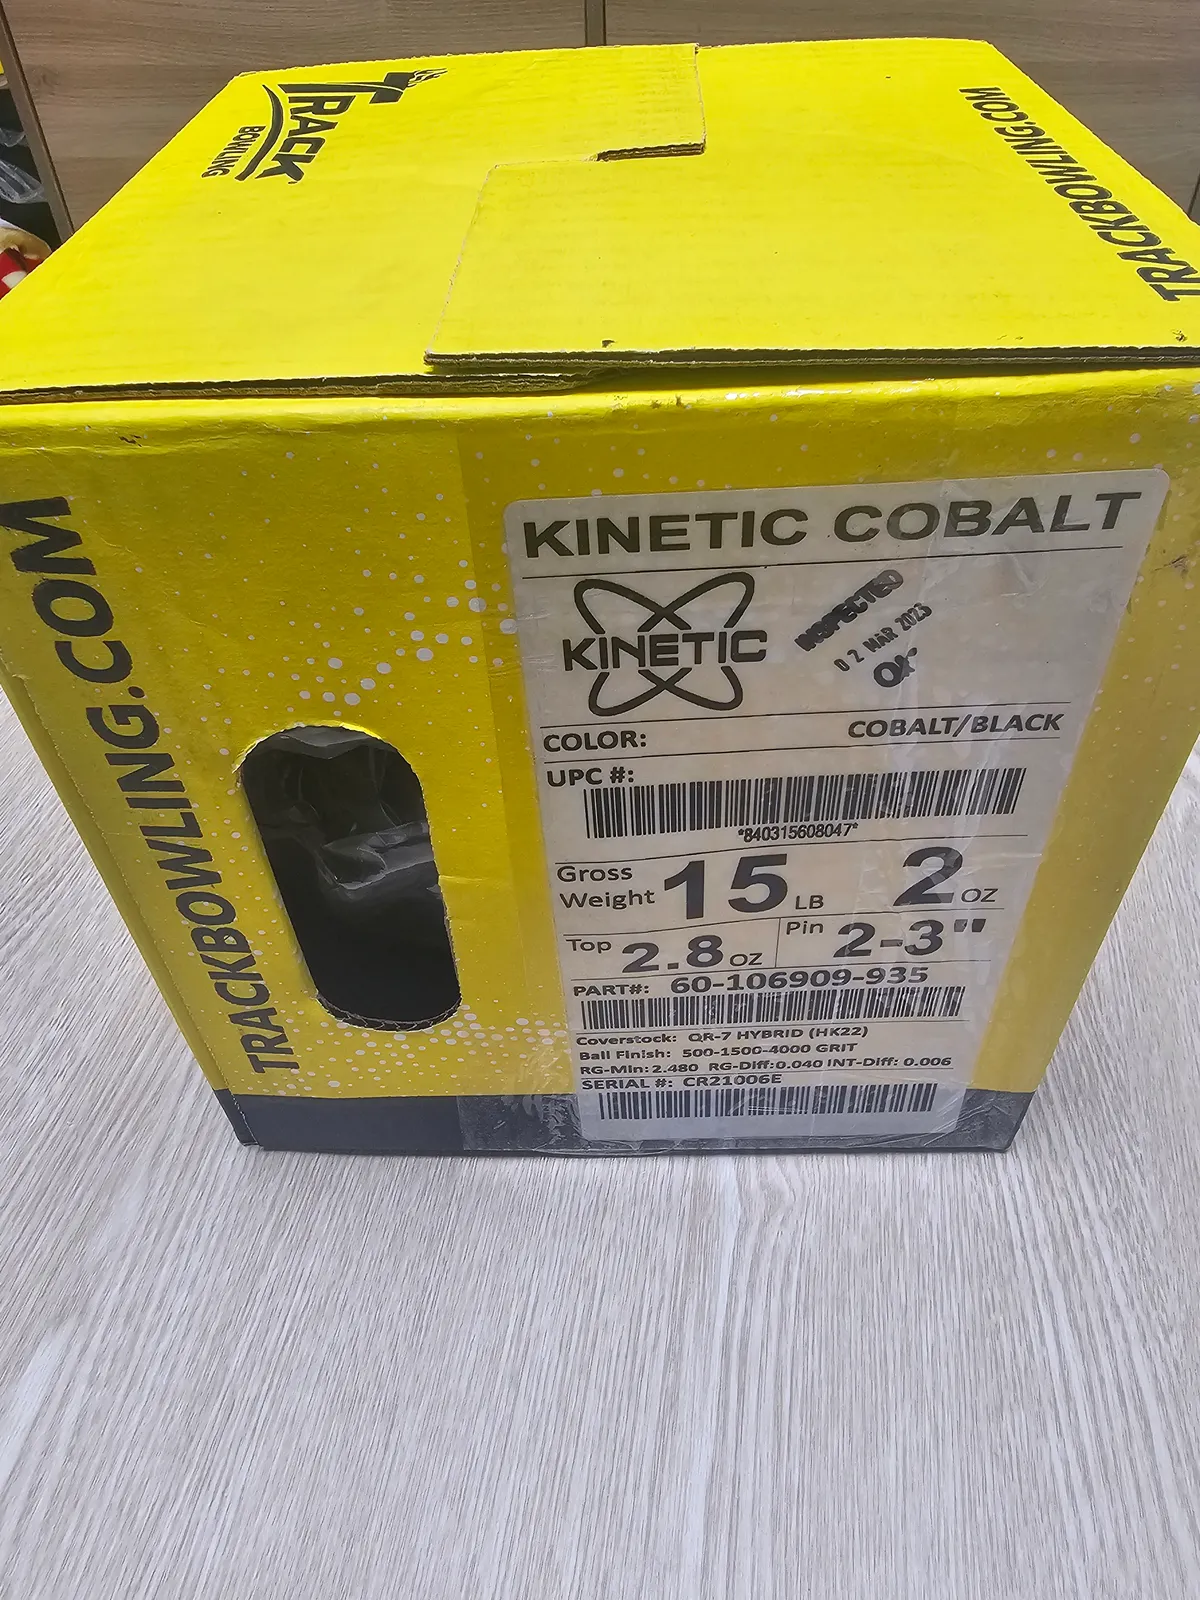 TRACK
BOWLING
TRACKBOWLING.COM
TRACKBOWLING.COM
KINETIC COBALT
KINETIC
INSPECTED
02 MAR 2023
OK
COLOR: COBALT/BLACK
UPC #:
*840315608047*
Gross Weight 15 LB 2 OZ
Top 2.8 OZ Pin 2-3"
PART#: 60-106909-935
Coverstock: QR-7 HYBRID (HK22)
Ball Finish: 500-1500-4000 GRIT
RG-Min: 2.480 RG-Diff:0.040 INT-Diff: 0.006
SERIAL #: CR21006E